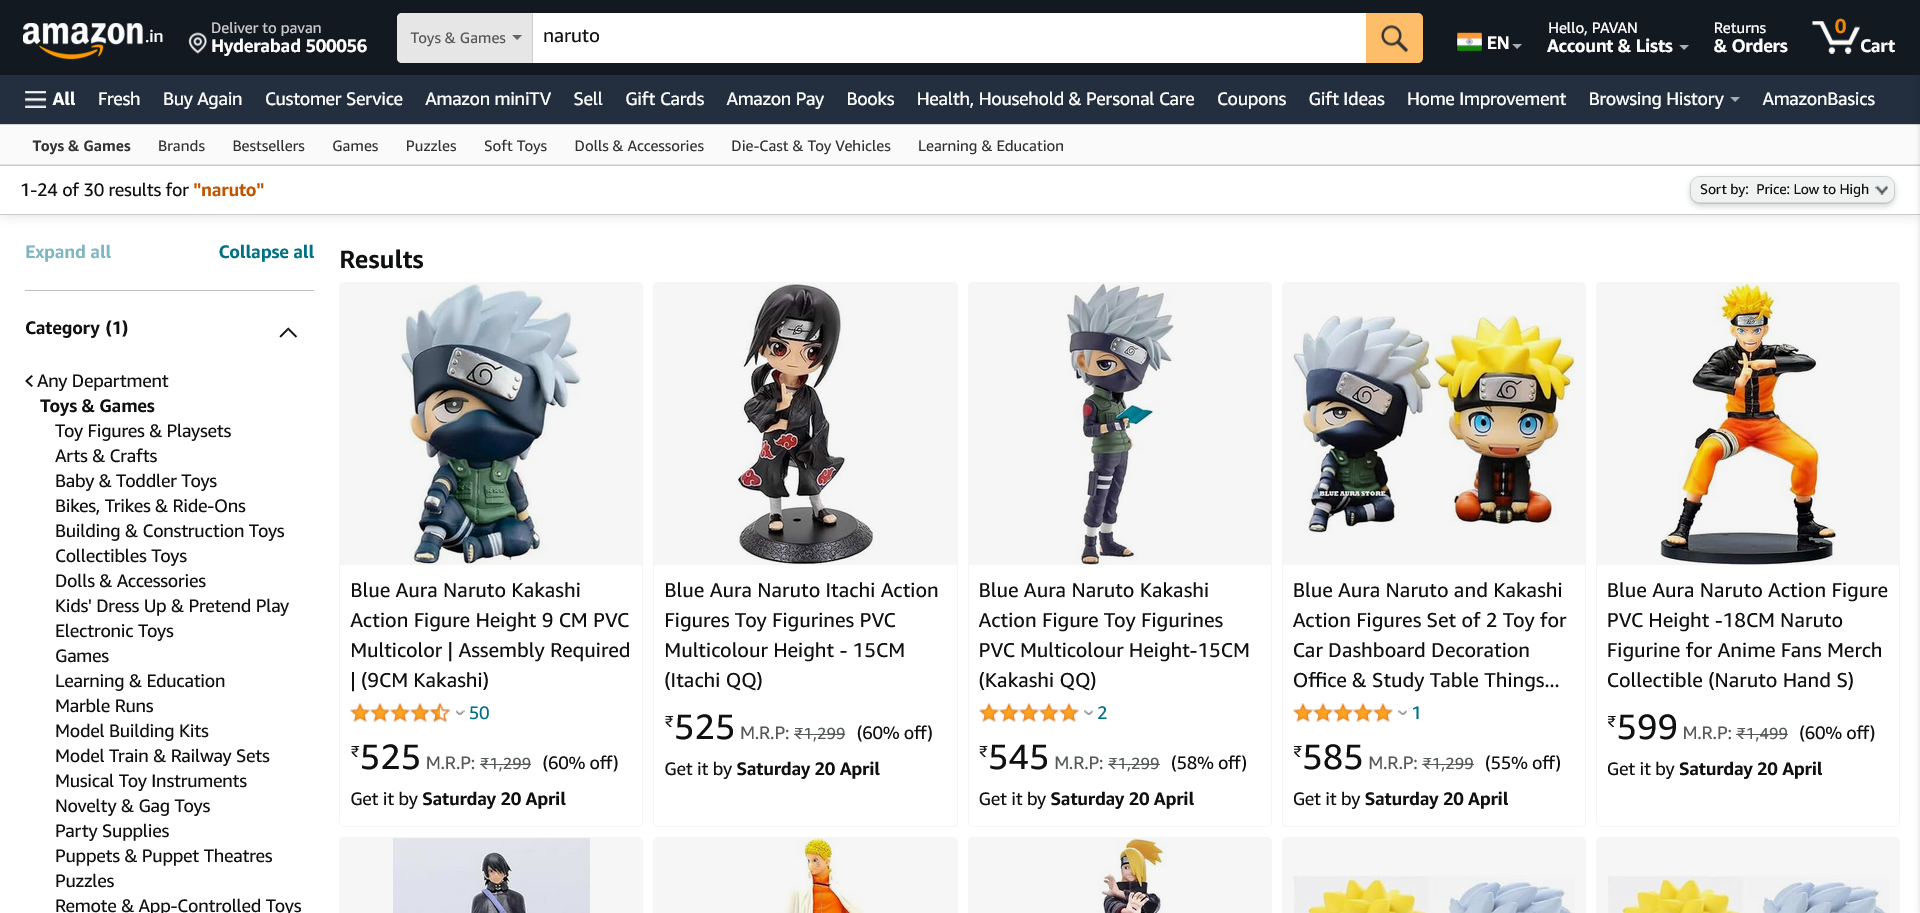 amazon.in
Deliver to pavan
Hyderabad 500056
Toys & Games
naruto
EN
Hello, PAVAN
Account & Lists
Returns
& Orders
0
Cart
All
Fresh
Buy Again
Customer Service
Amazon miniTV
Sell
Gift Cards
Amazon Pay
Books
Health, Household & Personal Care
Coupons
Gift Ideas
Home Improvement
Browsing History
AmazonBasics
Toys & Games
Brands
Bestsellers
Games
Puzzles
Soft Toys
Dolls & Accessories
Die-Cast & Toy Vehicles
Learning & Education
1-24 of 30 results for "naruto"
Sort by: Price: Low to High
Expand all
Collapse all
Category (1)
Any Department
Toys & Games
Toy Figures & Playsets
Arts & Crafts
Baby & Toddler Toys
Bikes, Trikes & Ride-Ons
Building & Construction Toys
Collectibles Toys
Dolls & Accessories
Kids' Dress Up & Pretend Play
Electronic Toys
Games
Learning & Education
Marble Runs
Model Building Kits
Model Train & Railway Sets
Musical Toy Instruments
Novelty & Gag Toys
Party Supplies
Puppets & Puppet Theatres
Puzzles
Remote & App-Controlled Toys
Results
Blue Aura Naruto Kakashi
Action Figure Height 9 CM PVC
Multicolor | Assembly Required
| (9CM Kakashi)
50
₹525 M.R.P: ₹1,299 (60% off)
Get it by Saturday 20 April
Blue Aura Naruto Itachi Action
Figures Toy Figurines PVC
Multicolour Height - 15CM
(Itachi QQ)
₹525 M.R.P: ₹1,299 (60% off)
Get it by Saturday 20 April
Blue Aura Naruto Kakashi
Action Figure Toy Figurines
PVC Multicolour Height-15CM
(Kakashi QQ)
2
₹545 M.R.P: ₹1,299 (58% off)
Get it by Saturday 20 April
BLUE AURA STORE
Blue Aura Naruto and Kakashi
Action Figures Set of 2 Toy for
Car Dashboard Decoration
Office & Study Table Things...
1
₹585 M.R.P: ₹1,299 (55% off)
Get it by Saturday 20 April
Blue Aura Naruto Action Figure
PVC Height -18CM Naruto
Figurine for Anime Fans Merch
Collectible (Naruto Hand S)
₹599 M.R.P: ₹1,499 (60% off)
Get it by Saturday 20 April